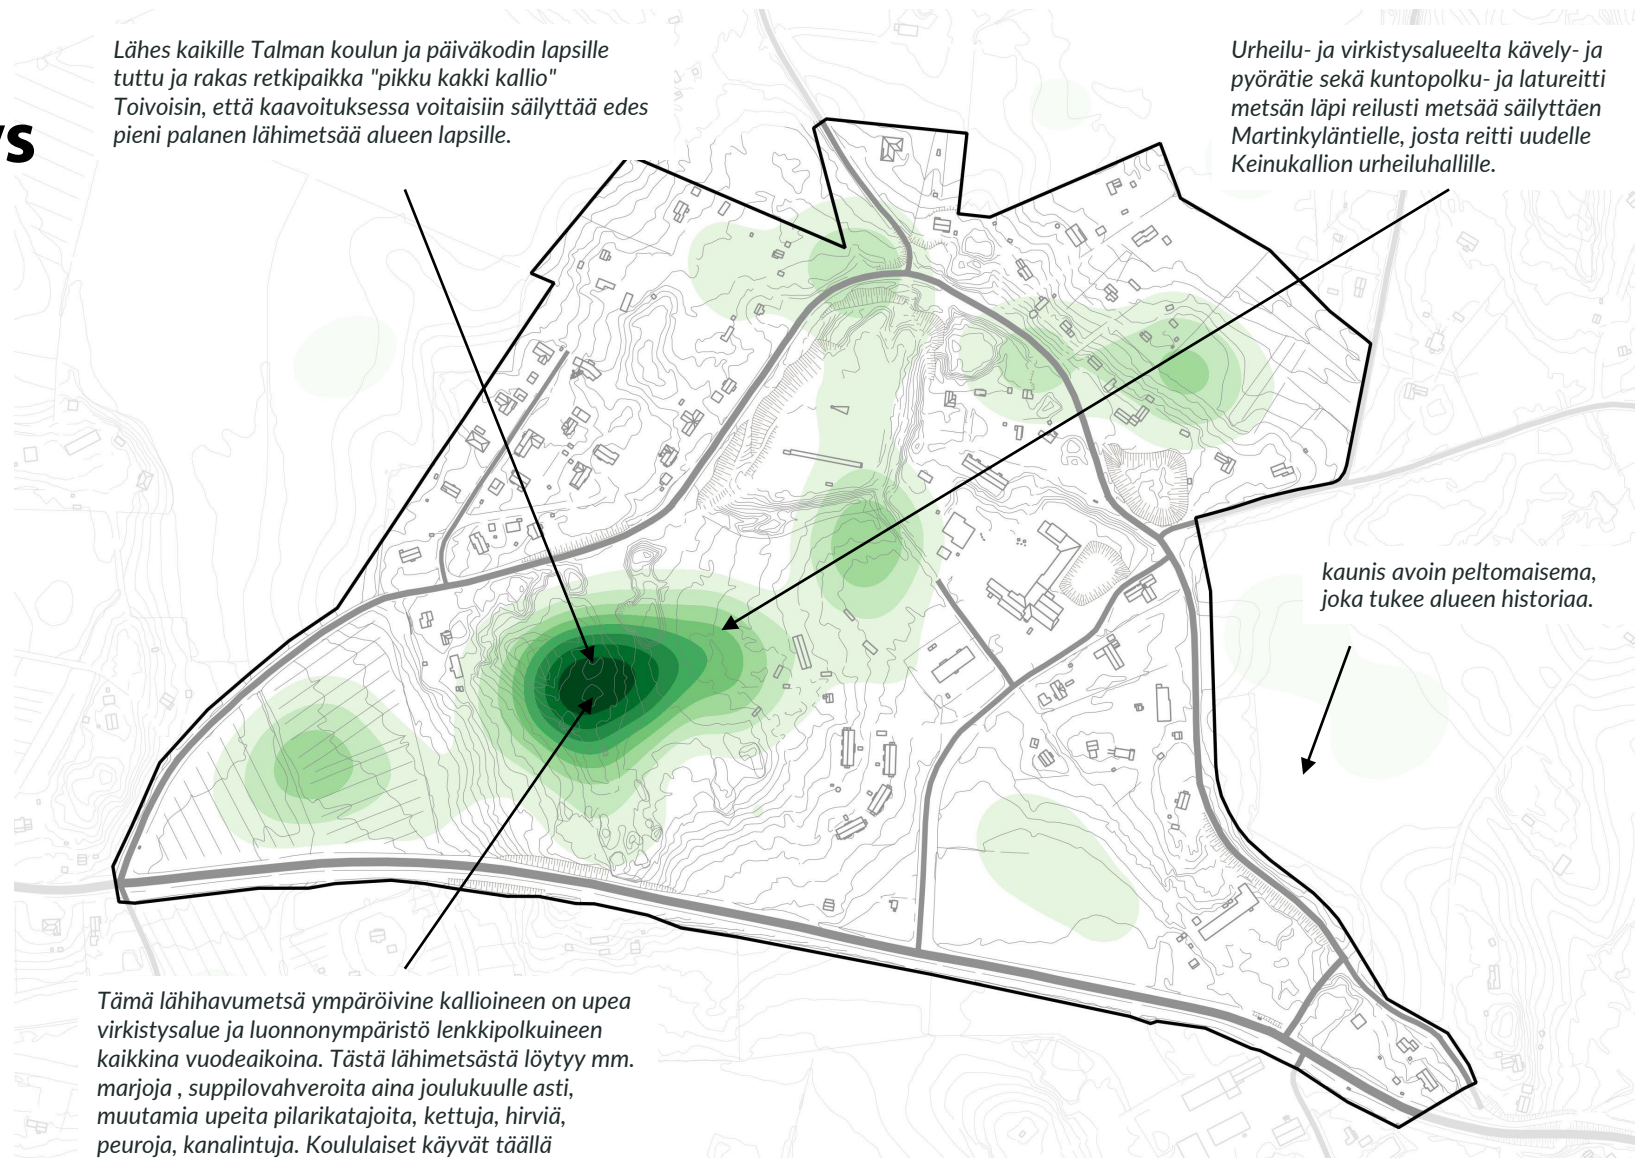 Lähes kaikille Talman koulun ja päiväkodin lapsille
tuttu ja rakas retkipaikka "pikku kakki kallio"
Toivoisin, että kaavoituksessa voitaisiin säilyttää edes
pieni palanen lähimetsää alueen lapsille.
Urheilu- ja virkistysalueelta kävely- ja
pyörätie sekä kuntopolku- ja latureitti
metsän läpi reilusti metsää säilyttäen
Martinkyläntielle, josta reitti uudelle
Keinukallion urheiluhallille.
kaunis avoin peltomaisema,
joka tukee alueen historiaa.
Tämä lähihavumetsä ympäröivine kallioineen on upea
virkistysalue ja luonnonympäristö lenkkipolkuineen
kaikkina vuodeaikoina. Tästä lähimetsästä löytyy mm.
marjoja , suppilovahveroita aina joulukuulle asti,
muutamia upeita pilarikatajoita, kettuja, hirviä,
peuroja, kanalintuja. Koululaiset käyvät täällä